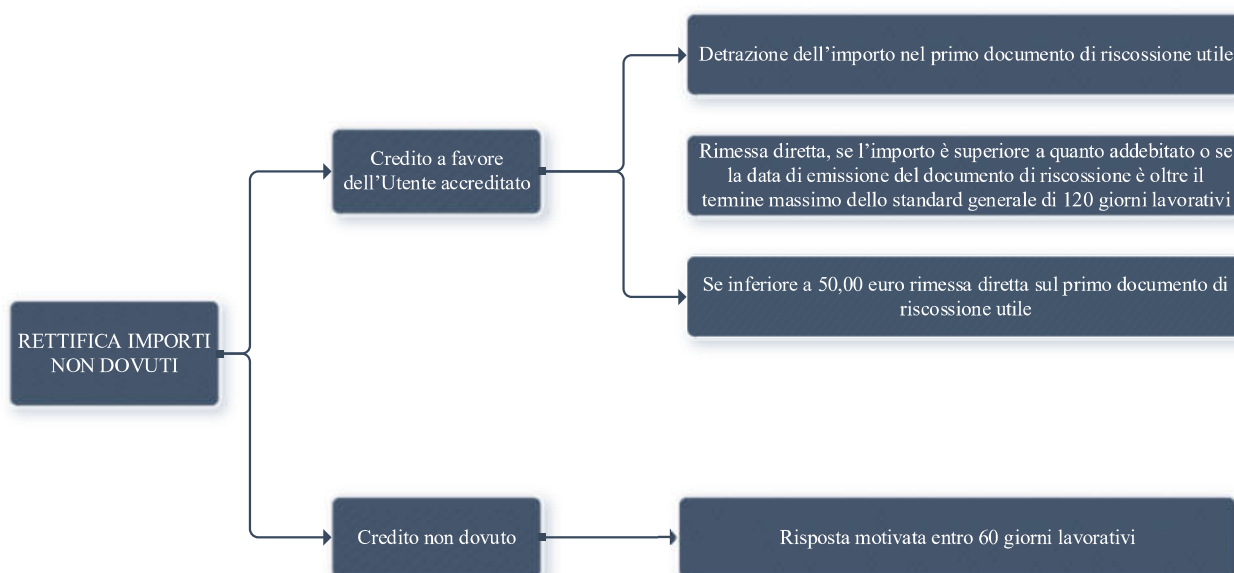 Detrazione dell’importo nel primo documento di riscossione utile
Credito a favore
dell’Utente accreditato
Rimessa diretta, se l’importo è superiore a quanto addebitato o se
la data di emissione del documento di riscossione è oltre il
termine massimo dello standard generale di 120 giorni lavorativi
Se inferiore a 50,00 euro rimessa diretta sul primo documento di
riscossione utile
RETTIFICA IMPORTI
NON DOVUTI
Credito non dovuto
Risposta motivata entro 60 giorni lavorativi